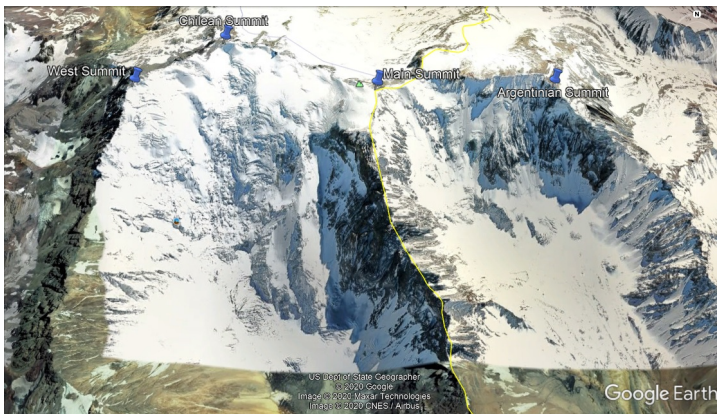 N
Chilean Summit
West Summit
Main Summit
Argentinian Summit
US Dept of State Geographer
© 2020 Google
Image © 2020 Maxar Technologies
Image © 2020 CNES / Airbus
Google Earth